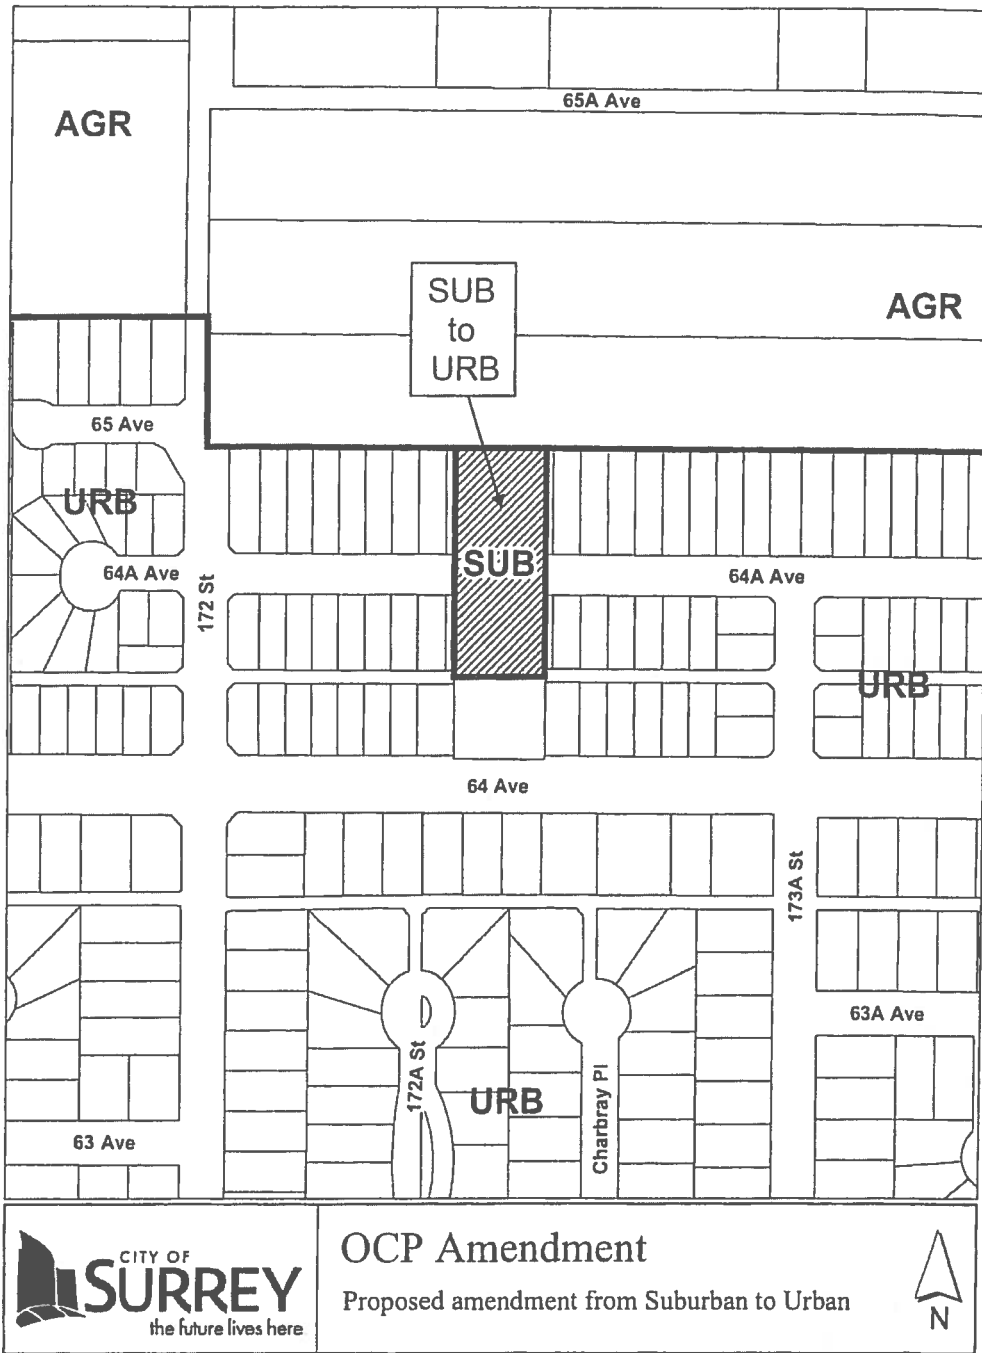 65A Ave
AGR
SUB
to
URB
AGR
65 Ave
URB
64A Ave
172 St
SUB
64A Ave
URB
64 Ave
173A St
63A Ave
172A St
URB
Charbray Pl
63 Ave
CITY OF
SURREY
the future lives here
OCP Amendment
Proposed amendment from Suburban to Urban
N